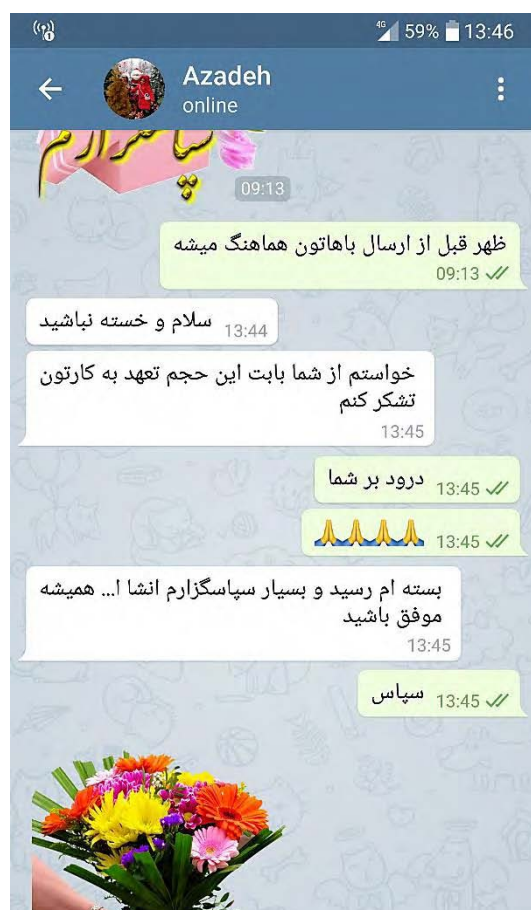 4G 59% 13:46
Azadeh
online
سپاسگزارم
09:13
ظهر قبل از ارسال باهاتون هماهنگ میشه
09:13
سلام و خسته نباشید 13:44
خواستم از شما بابت این حجم تعهد به کارتون
تشکر کنم
13:45
درود بر شما 13:45
🙏🙏🙏🙏 13:45
بسته ام رسید و بسیار سپاسگزارم انشا ا... همیشه
موفق باشید
13:45
سپاس 13:45